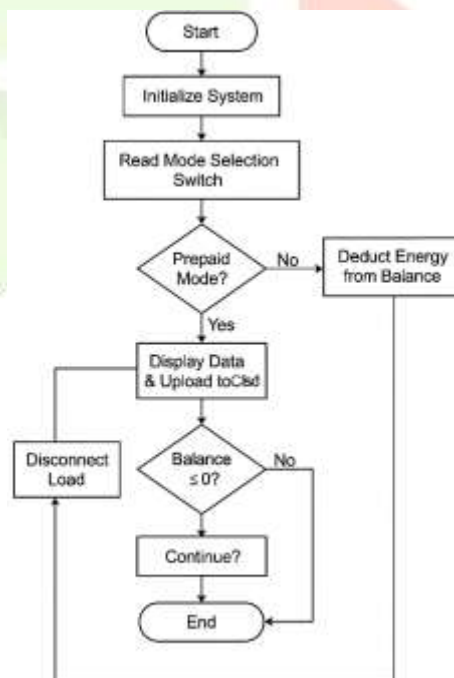 Start
Initialize System
Read Mode Selection
Switch
Prepaid
Mode?
No
Deduct Energy
from Balance
Yes
Display Data
& Upload to
Disconnect
Load
Balance
≤ 0?
No
Continue?
End